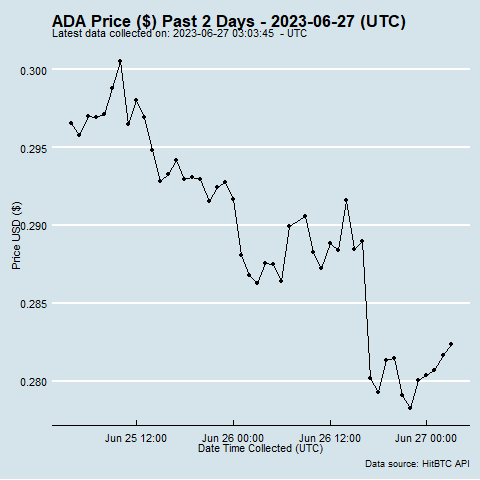 ADA Price ($) Past 2 Days - 2023-06-27 (UTC)
Latest data collected on: 2023-06-27 03:03:45  - UTC
0.300
0.295
0.290
0.285
0.280
Price USD ($)
Jun 25 12:00
Jun 26 00:00
Jun 26 12:00
Jun 27 00:00
Date Time Collected (UTC)
Data source: HitBTC API